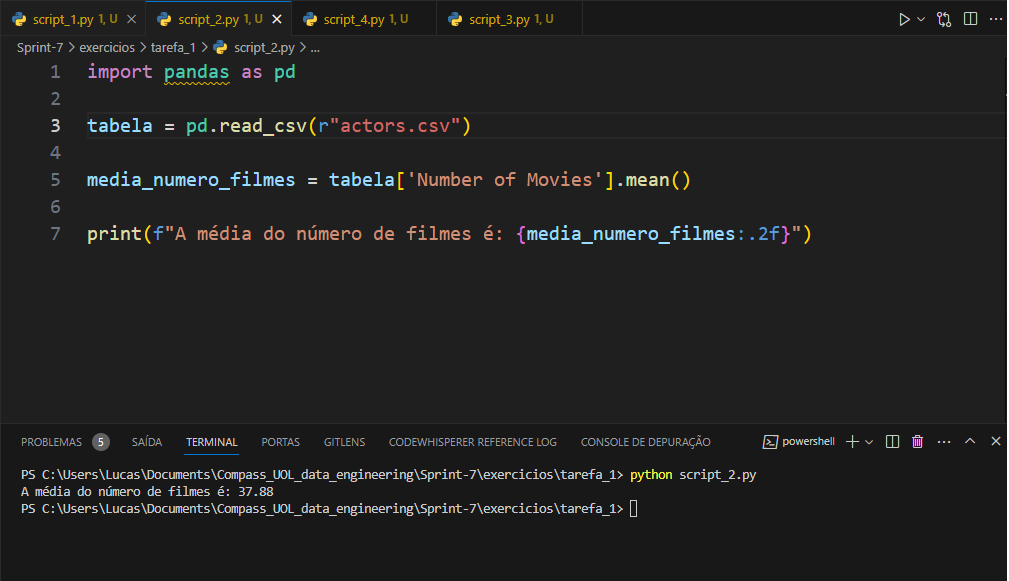 script_1.py 1, U script_2.py 1, U script_4.py 1, U script_3.py 1, U
Sprint-7 > exercicios > tarefa_1 > script_2.py > ...
1 import pandas as pd
2
3 tabela = pd.read_csv(r"actors.csv")
4
5 media_numero_filmes = tabela['Number of Movies'].mean()
6
7 print(f"A média do número de filmes é: {media_numero_filmes:.2f}")
PROBLEMAS 5 SAÍDA TERMINAL PORTAS GITLENS CODEWHISPERER REFERENCE LOG CONSOLE DE DEPURAÇÃO powershell
PS C:\Users\Lucas\Documents\Compass_UOL_data_engineering\Sprint-7\exercicios\tarefa_1> python script_2.py
A média do número de filmes é: 37.88
PS C:\Users\Lucas\Documents\Compass_UOL_data_engineering\Sprint-7\exercicios\tarefa_1>